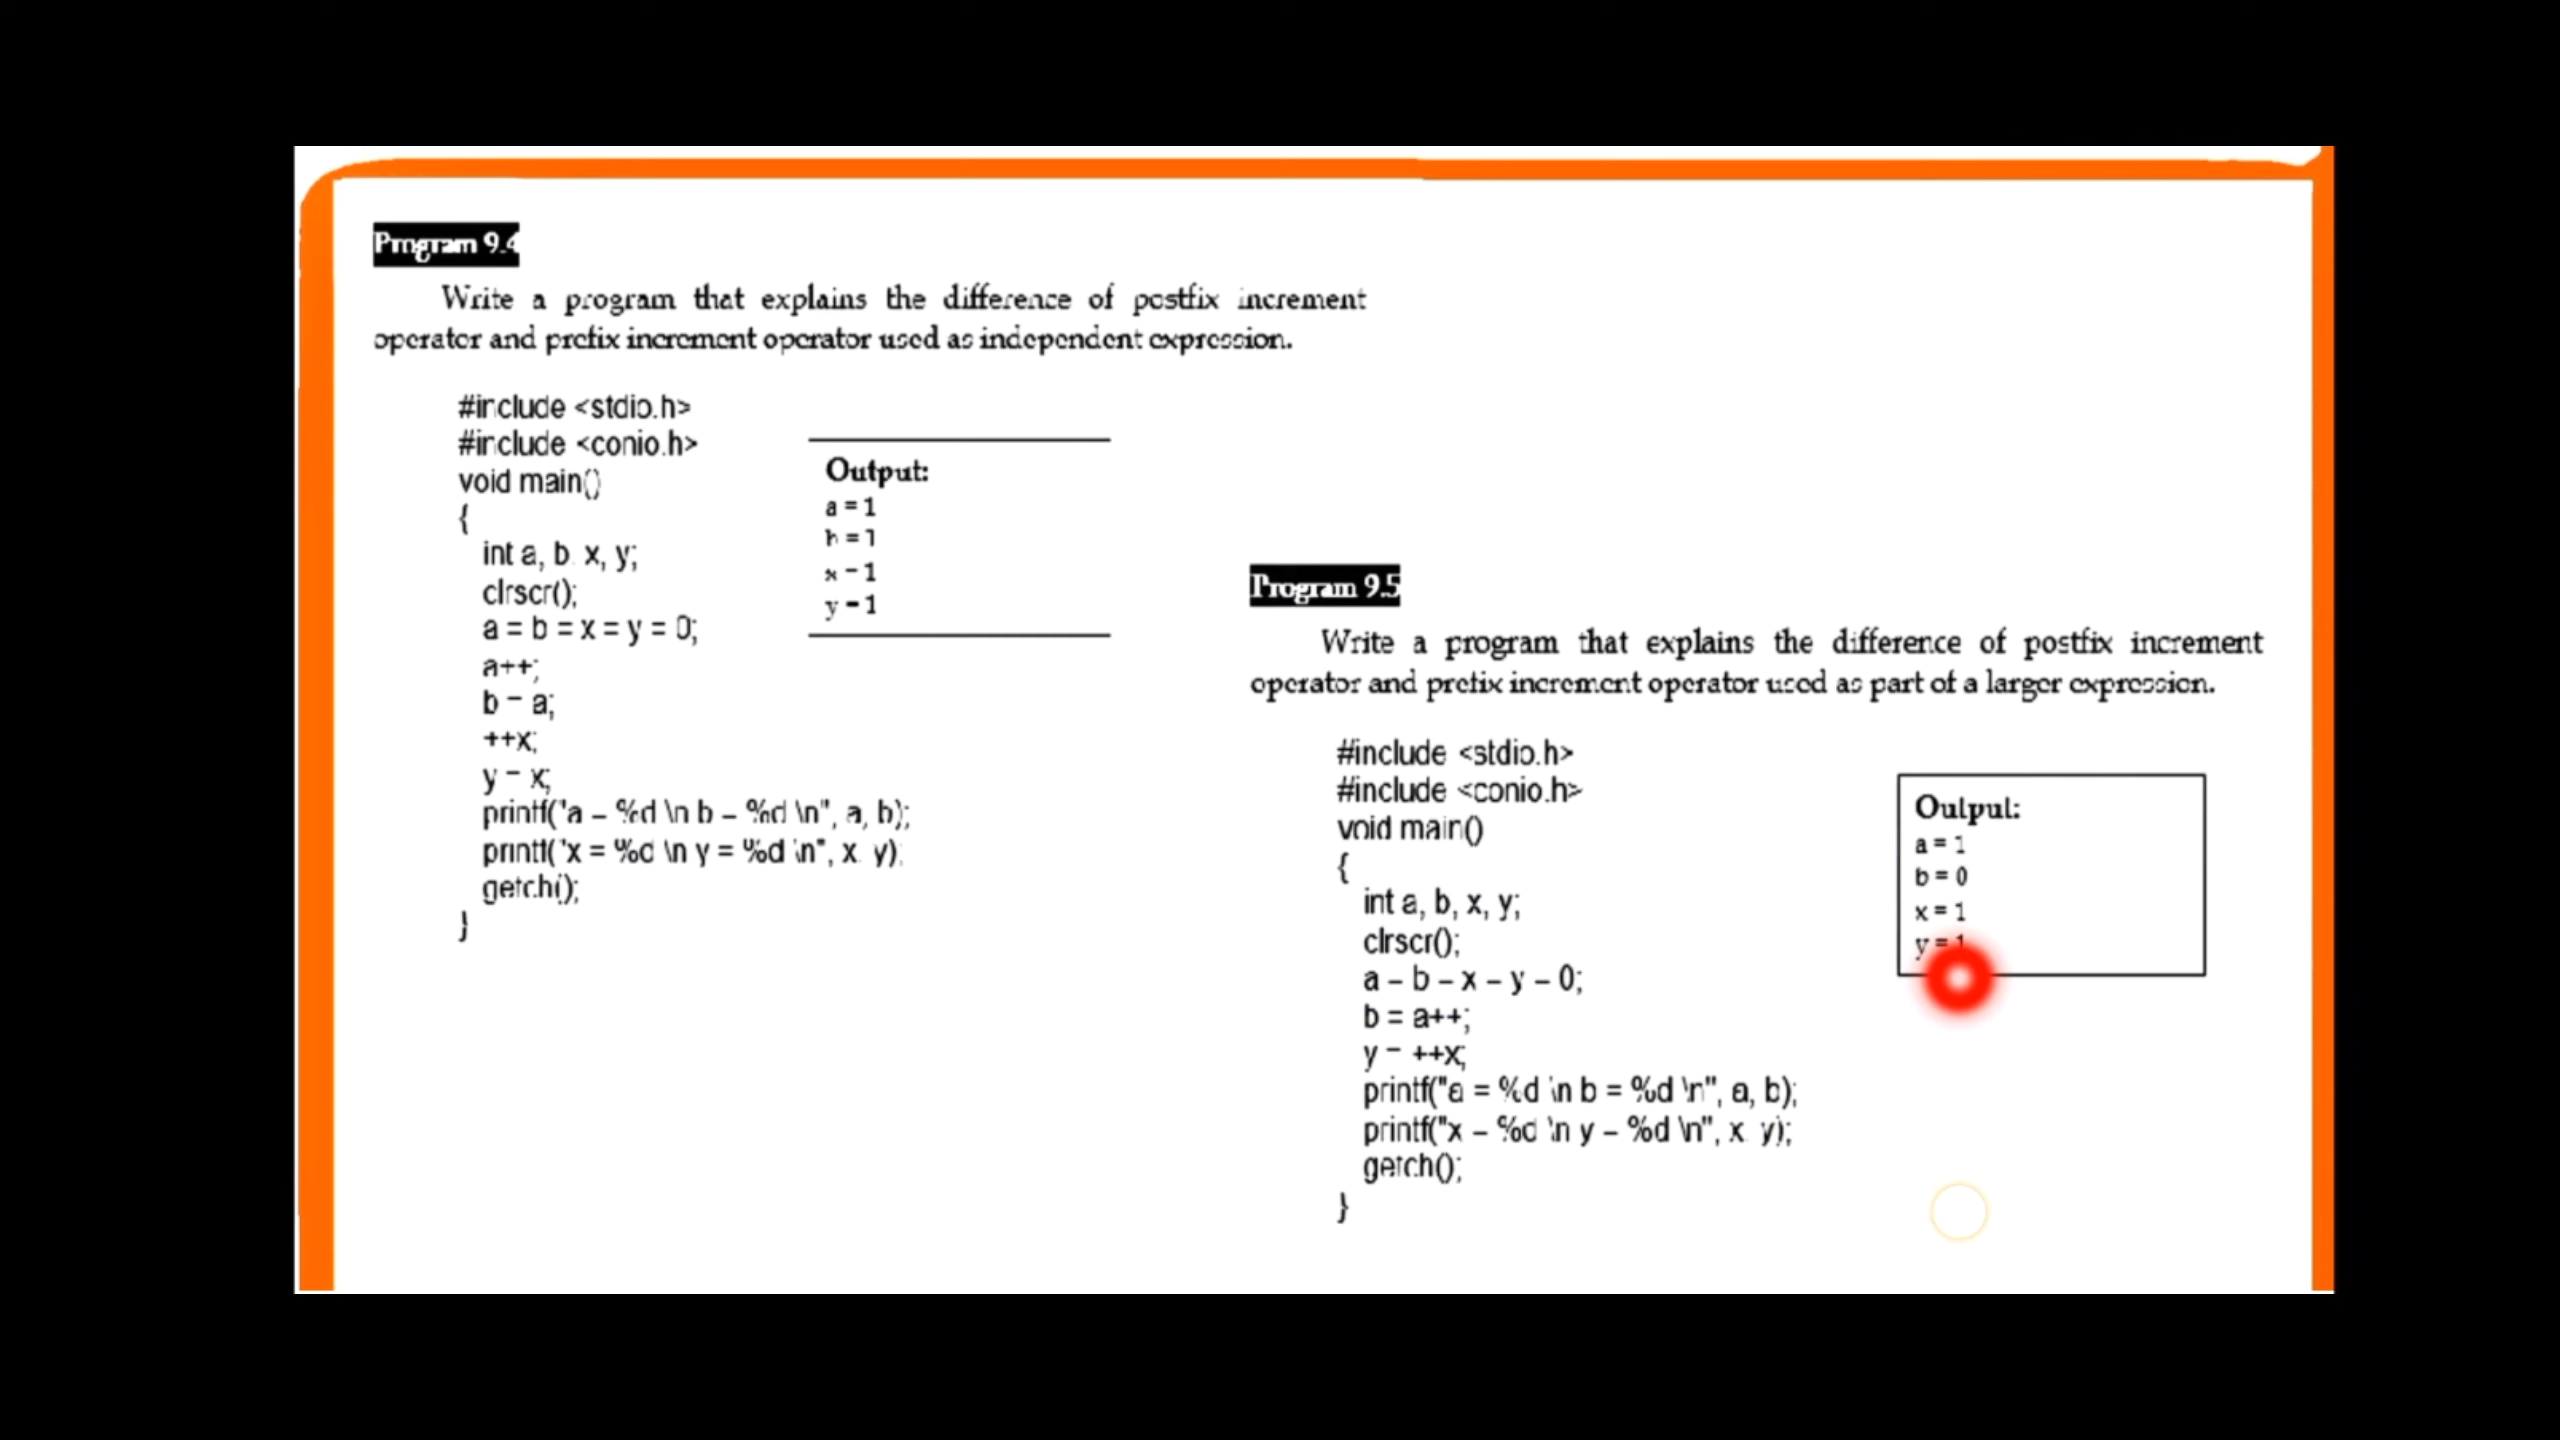 Program 9.4
Write a program that explains the difference of postfix increment
operator and prefix increment operator used as independent expression.
#include <stdio.h>
#include <conio.h>
void main()
{
int a, b, x, y;
clrscr();
a = b = x = y = 0;
a++;
b = a;
++x;
y = x;
printf("a = %d \n b = %d \n", a, b);
printf("x = %d \n y = %d \n", x, y);
getch();
}
Output:
a = 1
b = 1
x = 1
y = 1
Program 9.5
Write a program that explains the difference of postfix increment
operator and prefix increment operator used as part of a larger expression.
#include <stdio.h>
#include <conio.h>
void main()
{
int a, b, x, y;
clrscr();
a = b = x = y = 0;
b = a++;
y = ++x;
printf("a = %d \n b = %d \n", a, b);
printf("x = %d \n y = %d \n", x, y);
getch();
}
Output:
a = 1
b = 0
x = 1
y = 1